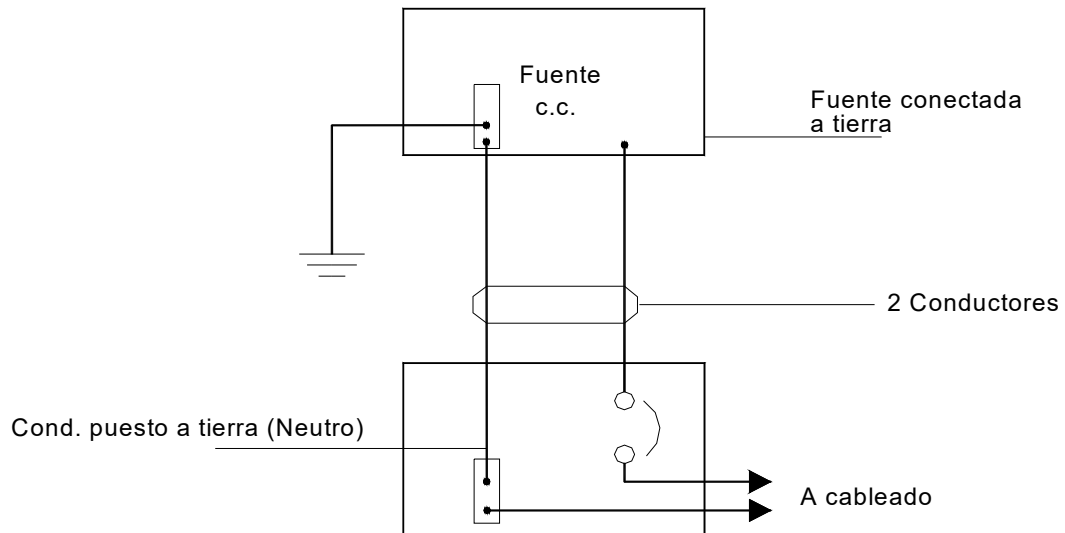 Fuente
c.c.
Fuente conectada
a tierra
2 Conductores
Cond. puesto a tierra (Neutro)
A cableado